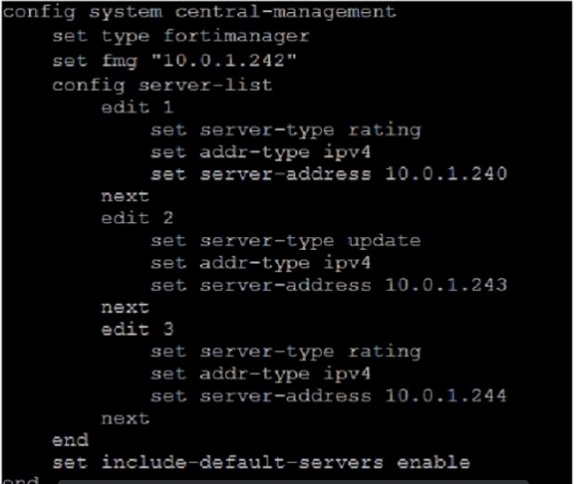 config system central-management
set type fortimanager
set fmg "10.0.1.242"
config server-list
edit 1
set server-type rating
set addr-type ipv4
set server-address 10.0.1.240
next
edit 2
set server-type update
set addr-type ipv4
set server-address 10.0.1.243
next
edit 3
set server-type rating
set addr-type ipv4
set server-address 10.0.1.244
next
end
set include-default-servers enable
end